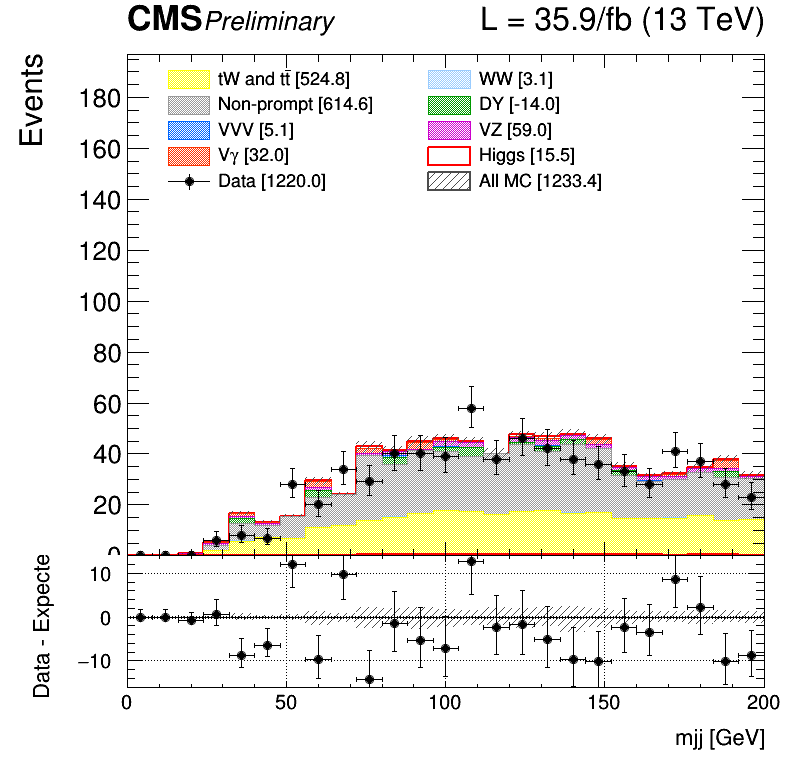 CMS Preliminary L = 35.9/fb (13 TeV)
Events
tW and tt̄ [524.8] WW [3.1]
Non-prompt [614.6] DY [-14.0]
VVV [5.1] VZ [59.0]
Vγ [32.0] Higgs [15.5]
Data [1220.0] All MC [1233.4]
180
160
140
120
100
80
60
40
20
0
Data - Expecte
10
0
−10
0 50 100 150 200
mjj [GeV]